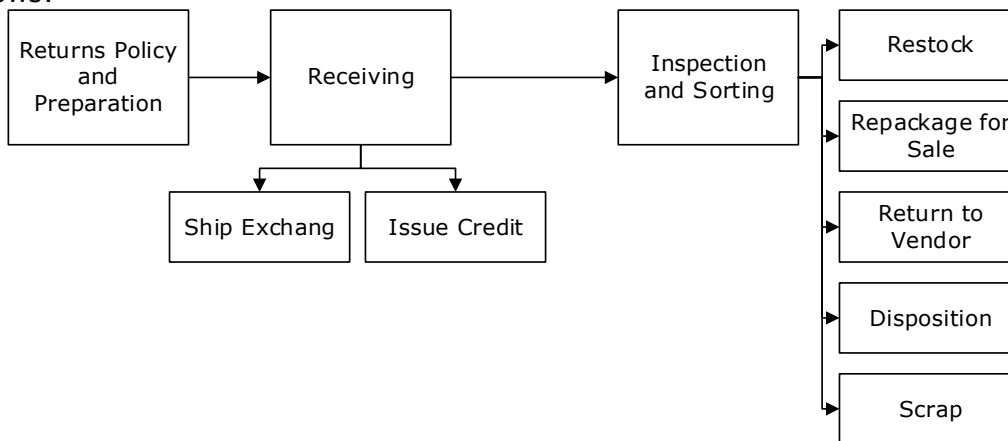 Returns Policy
and
Preparation
Receiving
Inspection
and Sorting
Restock
Repackage for
Sale
Ship Exchang
Issue Credit
Return to
Vendor
Disposition
Scrap